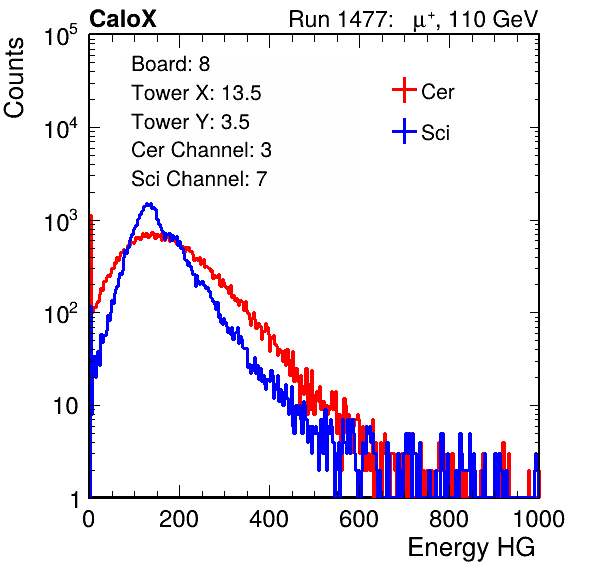 CaloX Run 1477: μ⁺, 110 GeV
Counts
10⁵
10⁴
10³
10²
10
1
Board: 8
Tower X: 13.5
Tower Y: 3.5
Cer Channel: 3
Sci Channel: 7
Cer
Sci
0 200 400 600 800 1000
Energy HG